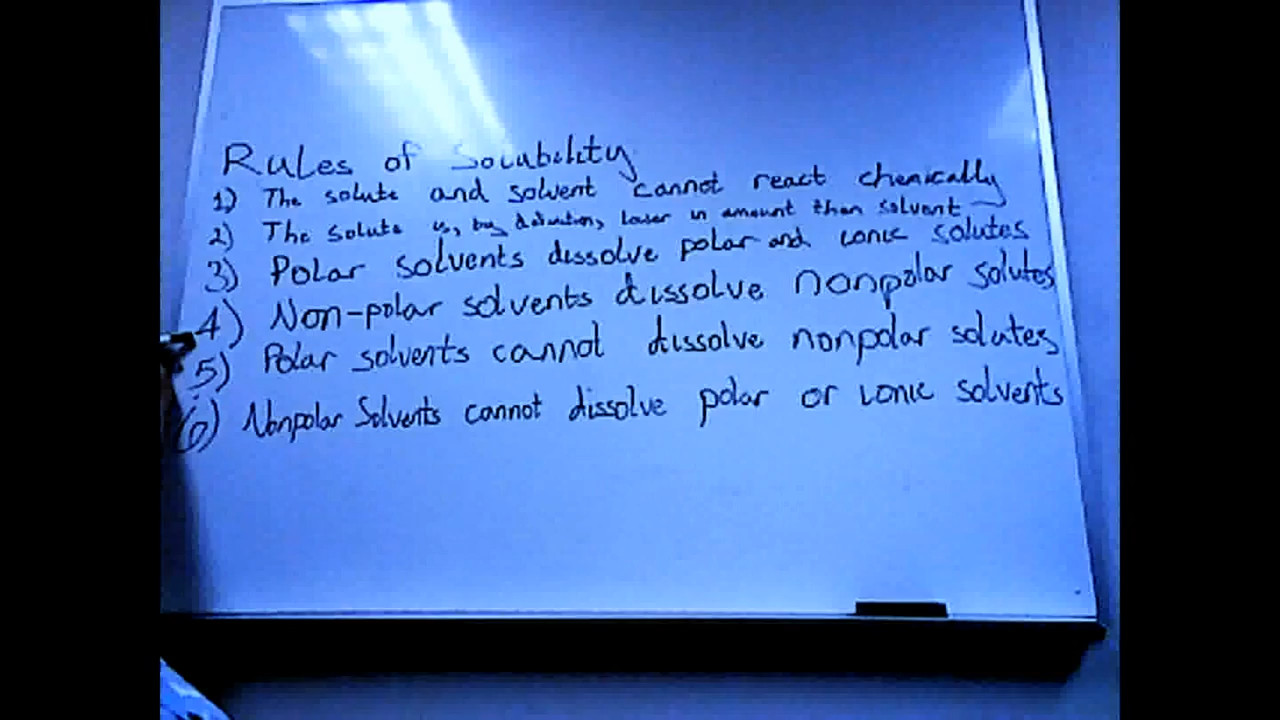 Rules of Solubility
1) The solute and solvent cannot react chemically
2) The solute is, by definition, lower in amount than solvent
3) Polar solvents dissolve polar and ionic solutes
4) Non-polar solvents dissolve nonpolar solutes
5) Polar solvents cannot dissolve nonpolar solutes
6) Nonpolar Solvents cannot dissolve polar or ionic solvents